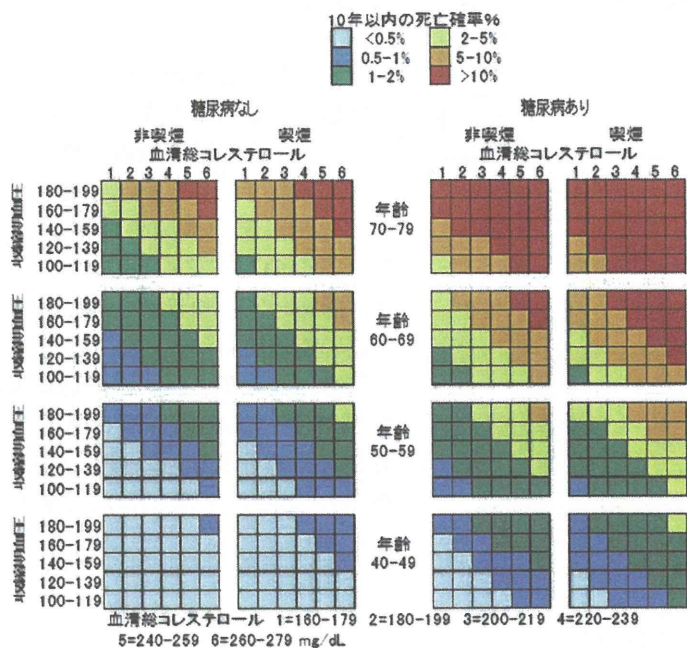 10年以内の死亡確率%
<0.5% 2-5%
0.5-1% 5-10%
1-2% >10%
糖尿病なし 糖尿病あり
非喫煙 喫煙 非喫煙 喫煙
血清総コレステロール 血清総コレステロール
1 2 3 4 5 6 1 2 3 4 5 6 1 2 3 4 5 6 1 2 3 4 5 6
180-199
160-179 年齢
140-159 70-79
120-139
100-119
180-199
160-179 年齢
140-159 60-69
120-139
100-119
180-199
160-179 年齢
140-159 50-59
120-139
100-119
180-199
160-179 年齢
140-159 40-49
120-139
100-119
血清総コレステロール 1=160-179 2=180-199 3=200-219 4=220-239
5=240-259 6=260-279 mg/dL